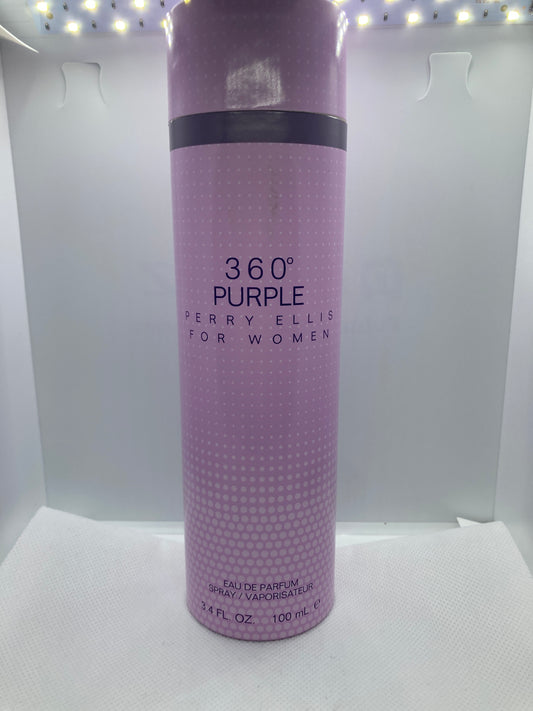 360°
PURPLE
PERRY ELLIS
FOR WOMEN
EAU DE PARFUM
SPRAY / VAPORISATEUR
3.4 FL. OZ. 100 mL. ℮